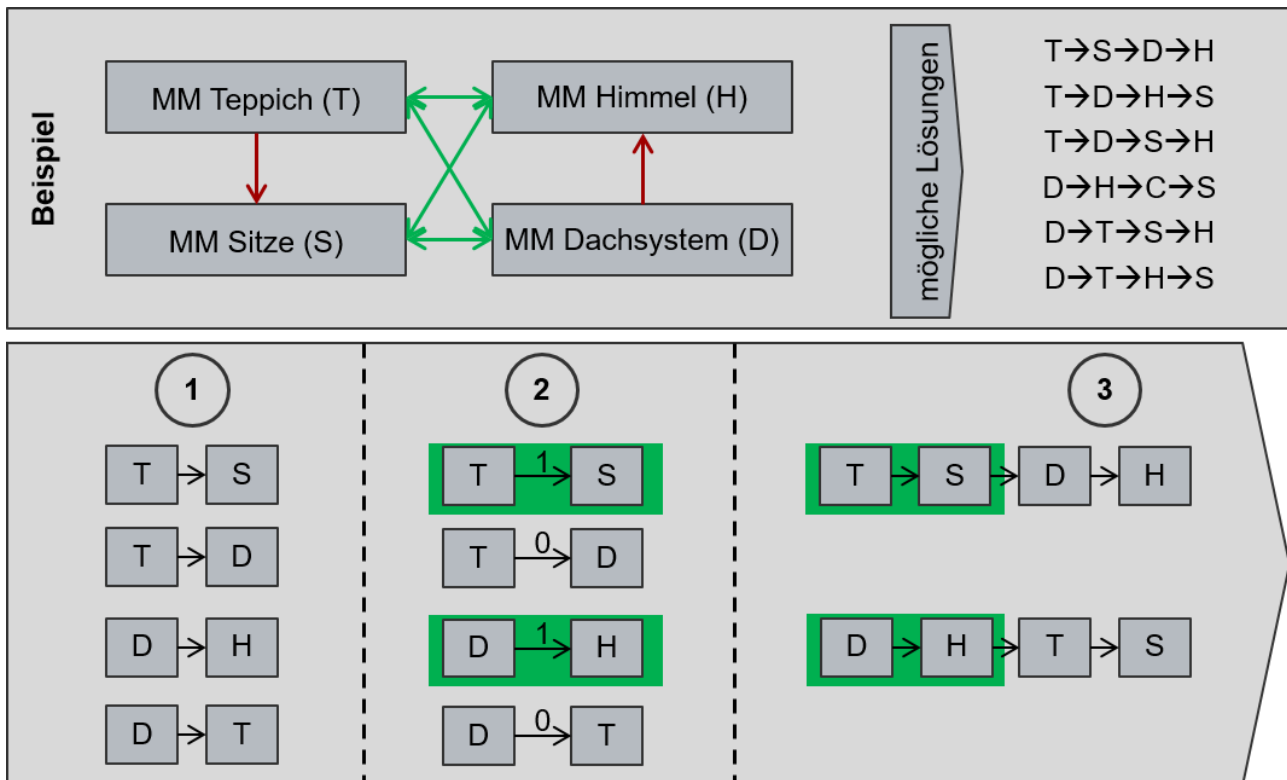 Beispiel
MM Teppich (T)
MM Himmel (H)
MM Sitze (S)
MM Dachsystem (D)
mögliche Lösungen
T→S→D→H
T→D→H→S
T→D→S→H
D→H→C→S
D→T→S→H
D→T→H→S
1
2
3
T → S
T 1→ S
T → S → D → H
T → D
T 0→ D
D → H
D 1→ H
D → H → T → S
D → T
D 0→ T